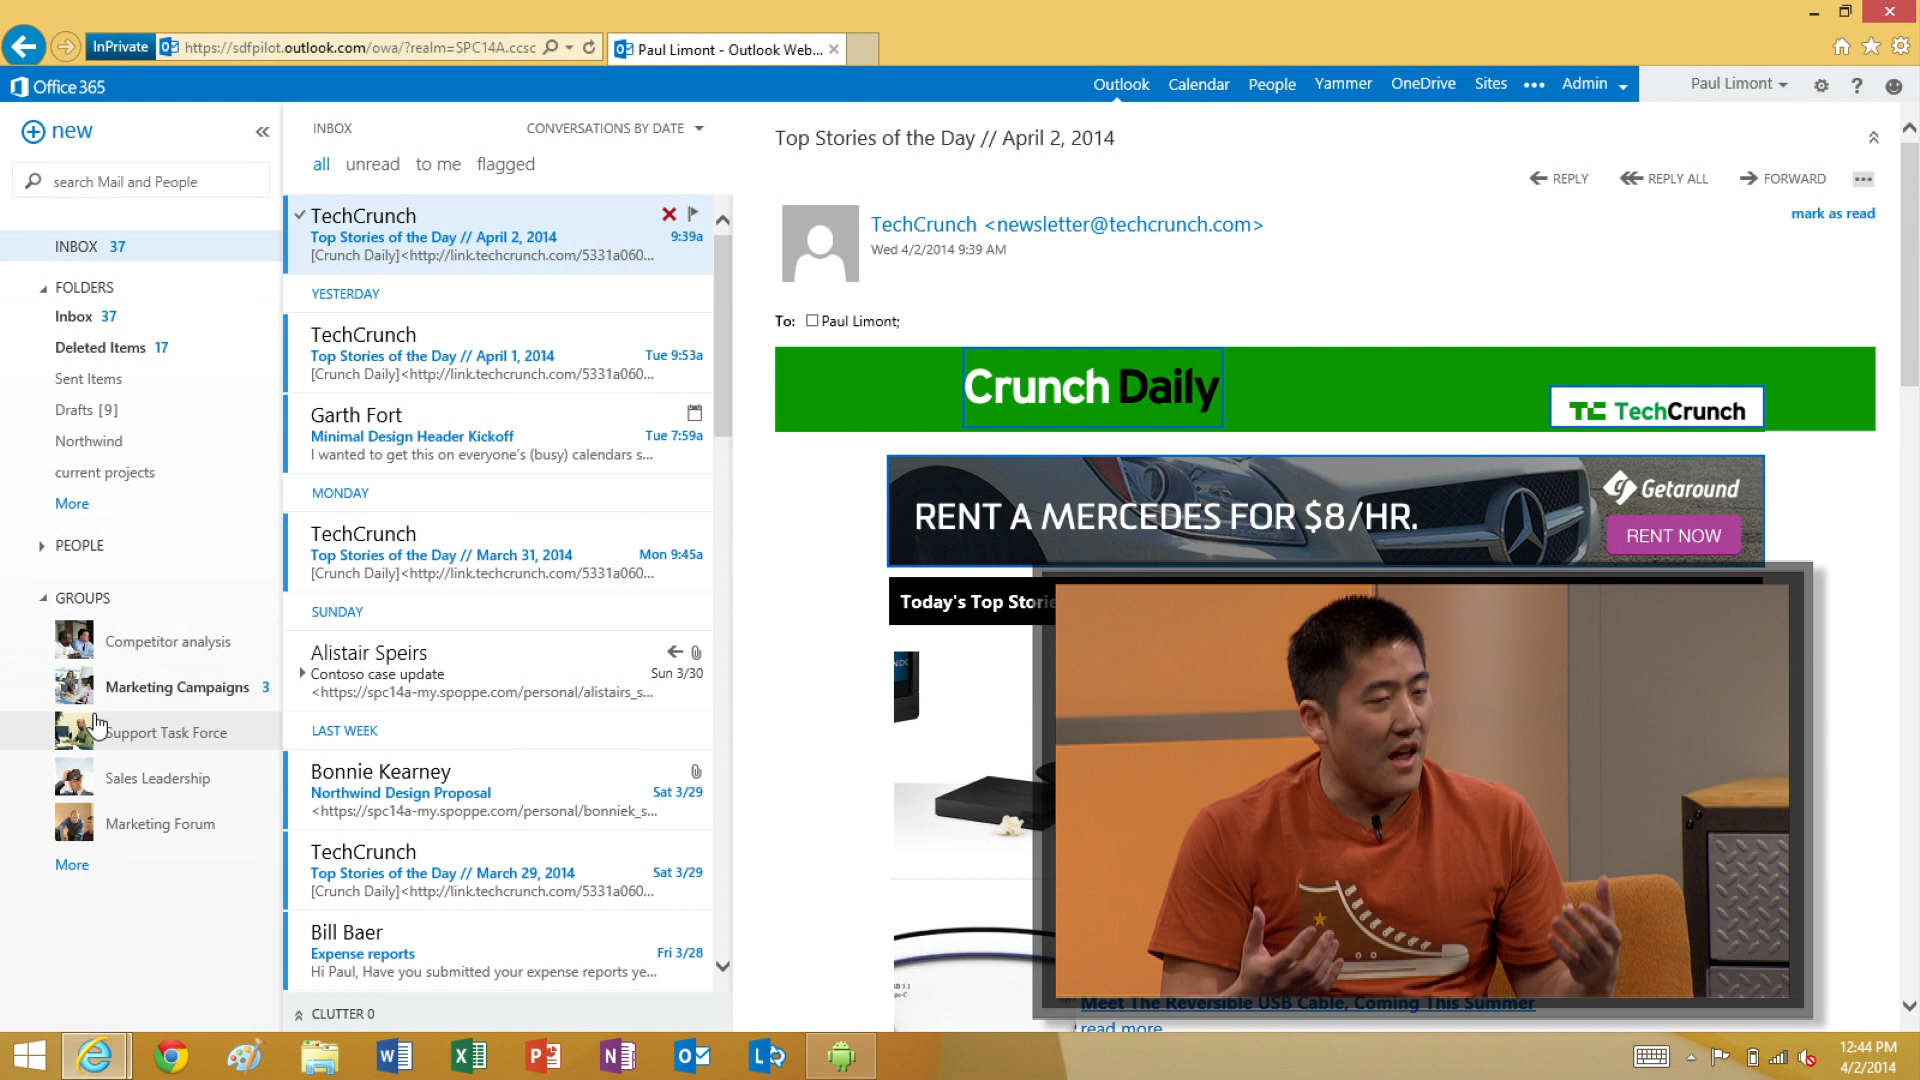 InPrivate
https://sdfpilot.outlook.com/owa/?realm=SPC14A.ccsc
Paul Limont - Outlook Web...
Office 365
Outlook
Calendar
People
Yammer
OneDrive
Sites
Admin
Paul Limont
new
search Mail and People
INBOX 37
FOLDERS
Inbox 37
Deleted Items 17
Sent Items
Drafts [9]
Northwind
current projects
More
PEOPLE
GROUPS
Competitor analysis
Marketing Campaigns 3
Support Task Force
Sales Leadership
Marketing Forum
More
INBOX
CONVERSATIONS BY DATE
all unread to me flagged
TechCrunch
Top Stories of the Day // April 2, 2014 9:39a
[Crunch Daily]<http://link.techcrunch.com/5331a060...
YESTERDAY
TechCrunch
Top Stories of the Day // April 1, 2014 Tue 9:53a
[Crunch Daily]<http://link.techcrunch.com/5331a060...
Garth Fort
Minimal Design Header Kickoff Tue 7:59a
I wanted to get this on everyone's (busy) calendars s...
MONDAY
TechCrunch
Top Stories of the Day // March 31, 2014 Mon 9:45a
[Crunch Daily]<http://link.techcrunch.com/5331a060...
SUNDAY
Alistair Speirs
Contoso case update Sun 3/30
<https://spc14a-my.spoppe.com/personal/alistairs_s...
LAST WEEK
Bonnie Kearney
Northwind Design Proposal Sat 3/29
<https://spc14a-my.spoppe.com/personal/bonniek_s...
TechCrunch
Top Stories of the Day // March 29, 2014 Sat 3/29
[Crunch Daily]<http://link.techcrunch.com/5331a060...
Bill Baer
Expense reports Fri 3/28
Hi Paul, Have you submitted your expense reports ye...
CLUTTER 0
Top Stories of the Day // April 2, 2014
REPLY
REPLY ALL
FORWARD
mark as read
TechCrunch <newsletter@techcrunch.com>
Wed 4/2/2014 9:39 AM
To: Paul Limont;
Crunch Daily
TC TechCrunch
RENT A MERCEDES FOR $8/HR.
Getaround
RENT NOW
Today's Top Storie
Meet The Reversible USB Cable, Coming This Summer
read more
12:44 PM
4/2/2014